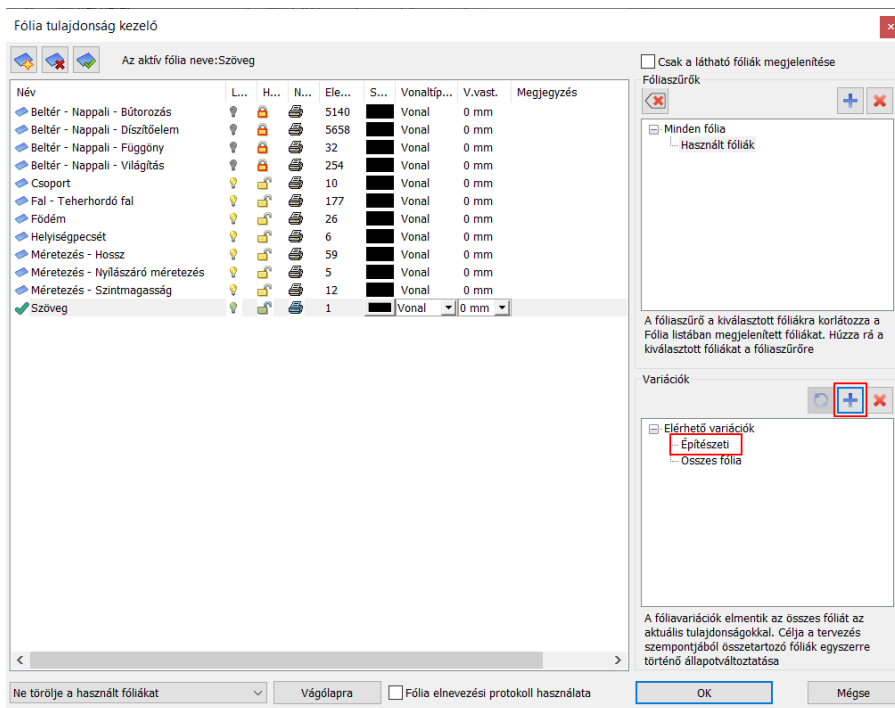 Fólia tulajdonság kezelő
Az aktív fólia neve:Szöveg
Csak a látható fóliák megjelenítése
Név L... H... N... Ele... S... Vonaltíp... V.vast. Megjegyzés
Beltér - Nappali - Bútorozás 5140 Vonal 0 mm
Beltér - Nappali - Díszítőelem 5658 Vonal 0 mm
Beltér - Nappali - Függöny 32 Vonal 0 mm
Beltér - Nappali - Világítás 254 Vonal 0 mm
Csoport 10 Vonal 0 mm
Fal - Teherhordó fal 177 Vonal 0 mm
Födém 26 Vonal 0 mm
Helyiségpecsét 6 Vonal 0 mm
Méretezés - Hossz 59 Vonal 0 mm
Méretezés - Nyílászáró méretezés 5 Vonal 0 mm
Méretezés - Szintmagasság 12 Vonal 0 mm
Szöveg 1 Vonal 0 mm
Fóliaszűrők
Minden fólia
Használt fóliák
A fóliaszűrő a kiválasztott fóliákra korlátozza a
Fólia listában megjelenített fóliákat. Húzza rá a
kiválasztott fóliákat a fóliaszűrőre
Variációk
Elérhető variációk
Építészeti
Összes fólia
A fóliavariációk elmentik az összes fóliát az
aktuális tulajdonságokkal. Célja a tervezés
szempontjából összetartozó fóliák egyszerre
történő állapotváltoztatása
Ne törölje a használt fóliákat
Vágólapra
Fólia elnevezési protokoll használata
OK
Mégse